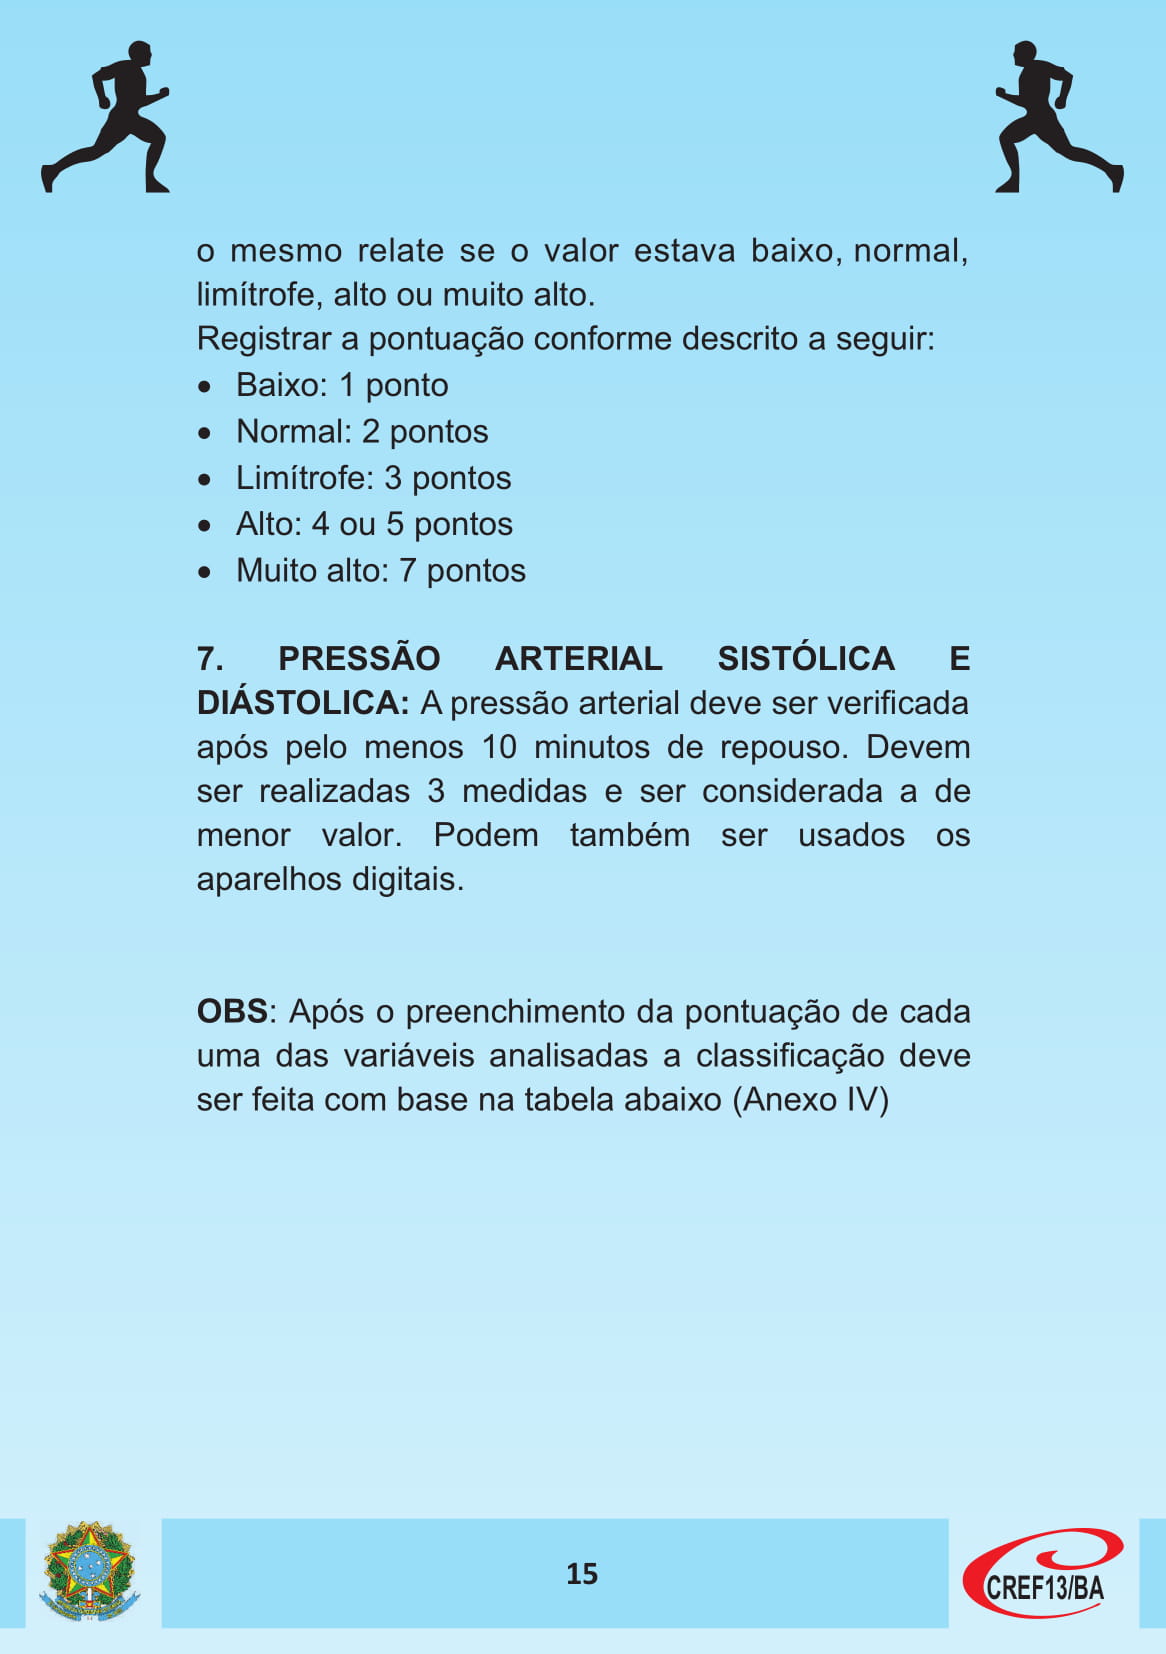 o mesmo relate se o valor estava baixo, normal,
limítrofe, alto ou muito alto.
Registrar a pontuação conforme descrito a seguir:
• Baixo: 1 ponto
• Normal: 2 pontos
• Limítrofe: 3 pontos
• Alto: 4 ou 5 pontos
• Muito alto: 7 pontos
7. PRESSÃO ARTERIAL SISTÓLICA E
DIÁSTOLICA: A pressão arterial deve ser verificada
após pelo menos 10 minutos de repouso. Devem
ser realizadas 3 medidas e ser considerada a de
menor valor. Podem também ser usados os
aparelhos digitais.
OBS: Após o preenchimento da pontuação de cada
uma das variáveis analisadas a classificação deve
ser feita com base na tabela abaixo (Anexo IV)
15
CREF13/BA